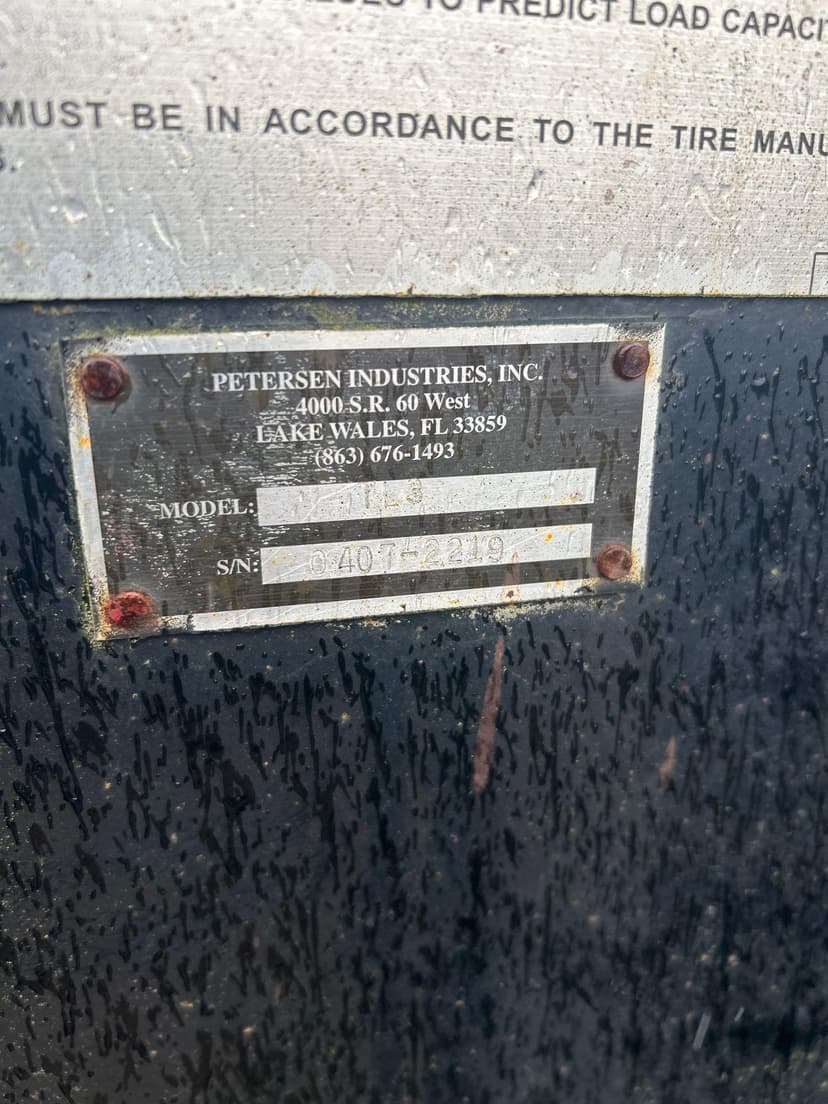 TO PREDICT LOAD CAPACI
MUST BE IN ACCORDANCE TO THE TIRE MANU
S.
PETERSEN INDUSTRIES, INC.
4000 S.R. 60 West
LAKE WALES, FL 33859
(863) 676-1493
MODEL: TL3
S/N: 0407-2219